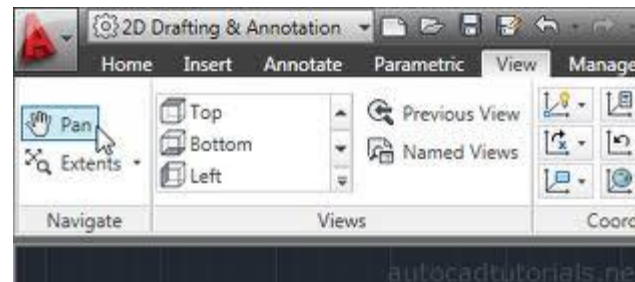 2D Drafting & Annotation
Home Insert Annotate Parametric View Manage
Pan
Extents
Top
Bottom
Left
Previous View
Named Views
Navigate Views Coord
autocadtutorials.ne